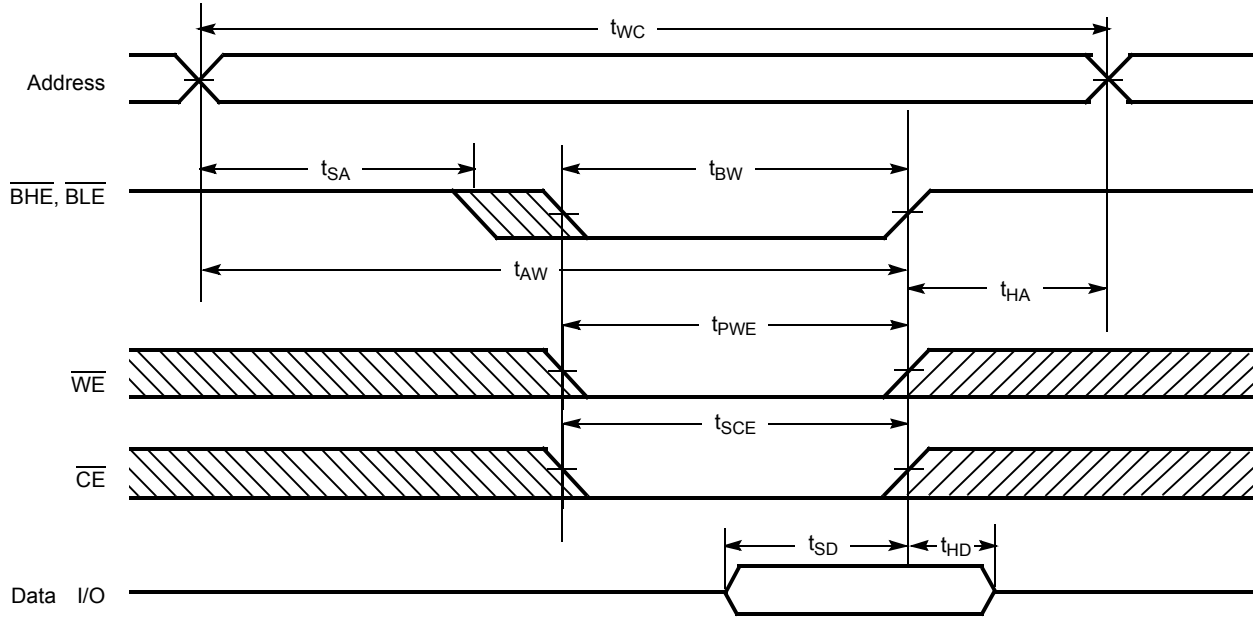 tWC
Address
tSA
tBW
BHE, BLE
tAW
tHA
tPWE
WE
tSCE
CE
tSD
tHD
Data I/O